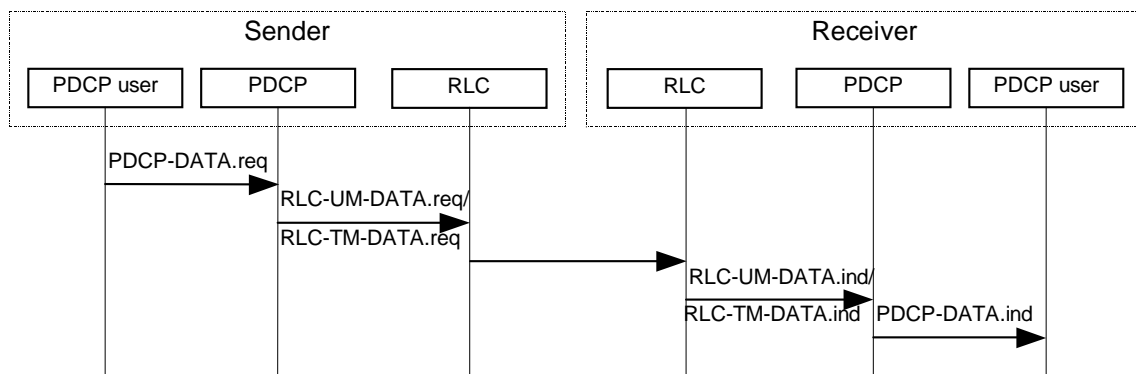 Sender
Receiver
PDCP user
PDCP
RLC
RLC
PDCP
PDCP user
PDCP-DATA.req
RLC-UM-DATA.req/
RLC-TM-DATA.req
RLC-UM-DATA.ind/
RLC-TM-DATA.ind
PDCP-DATA.ind